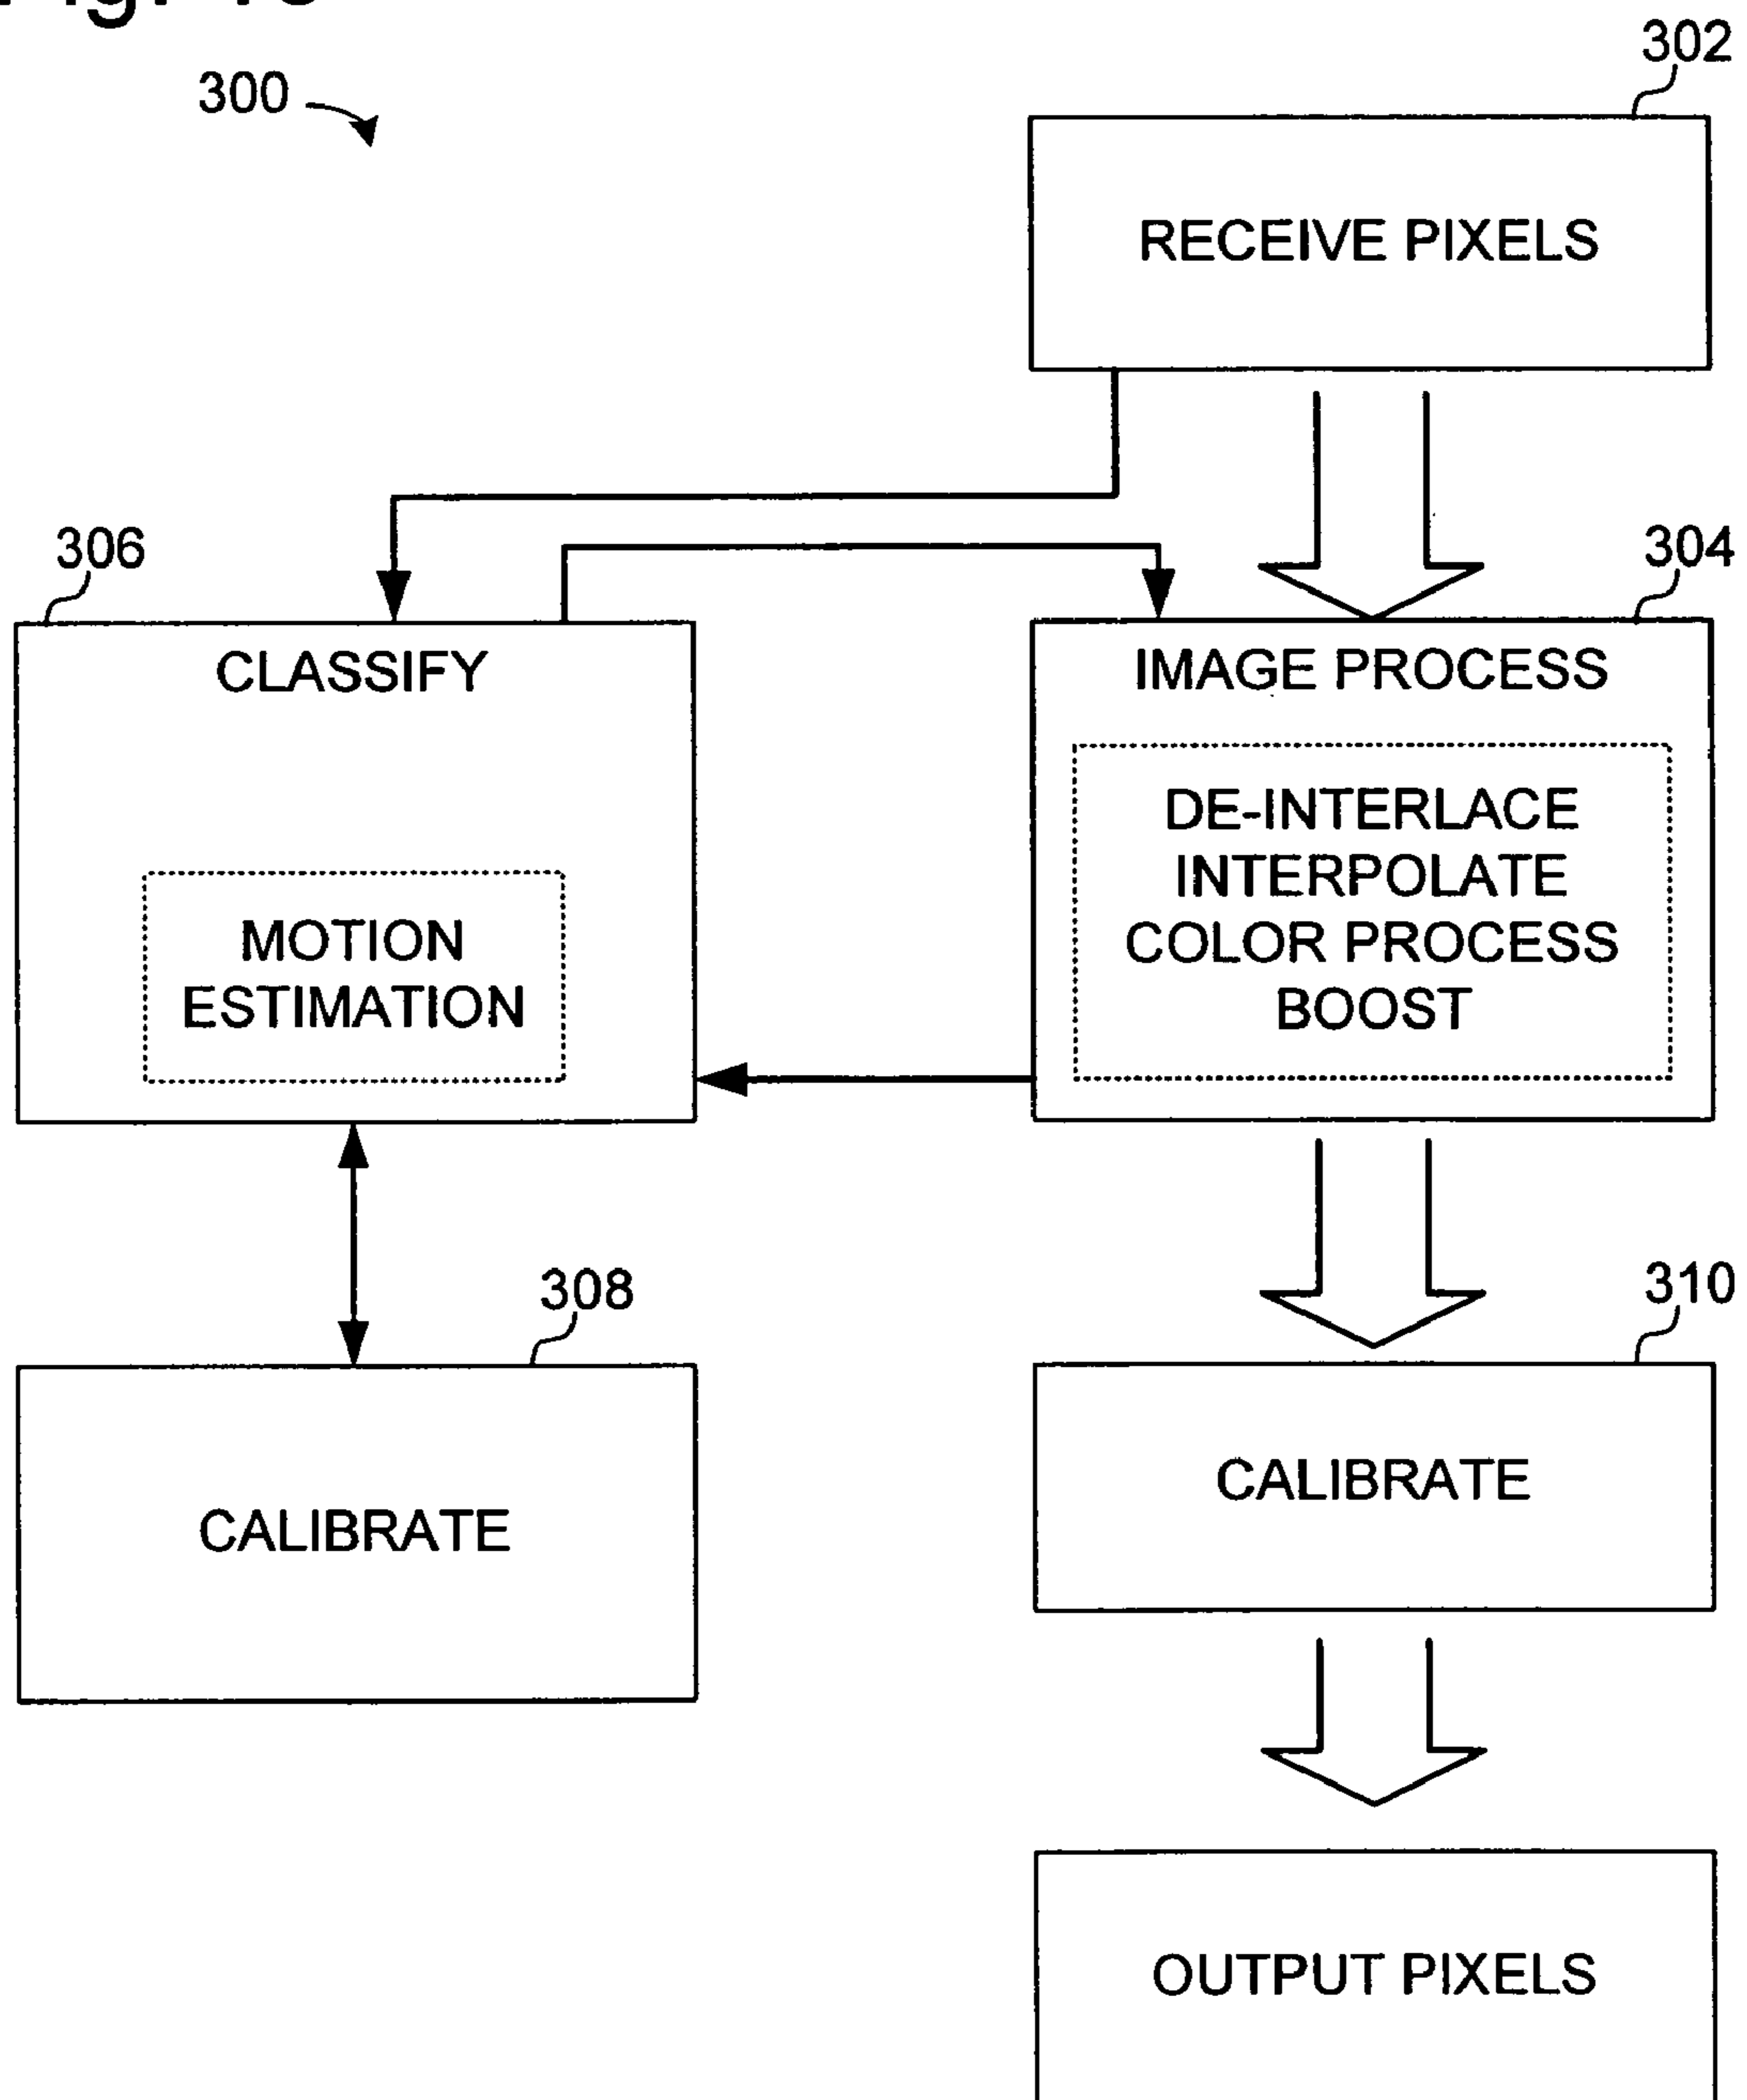 300
302
RECEIVE PIXELS
306
304
CLASSIFY
IMAGE PROCESS
DE-INTERLACE
INTERPOLATE
COLOR PROCESS
BOOST
MOTION
ESTIMATION
308
310
CALIBRATE
CALIBRATE
OUTPUT PIXELS